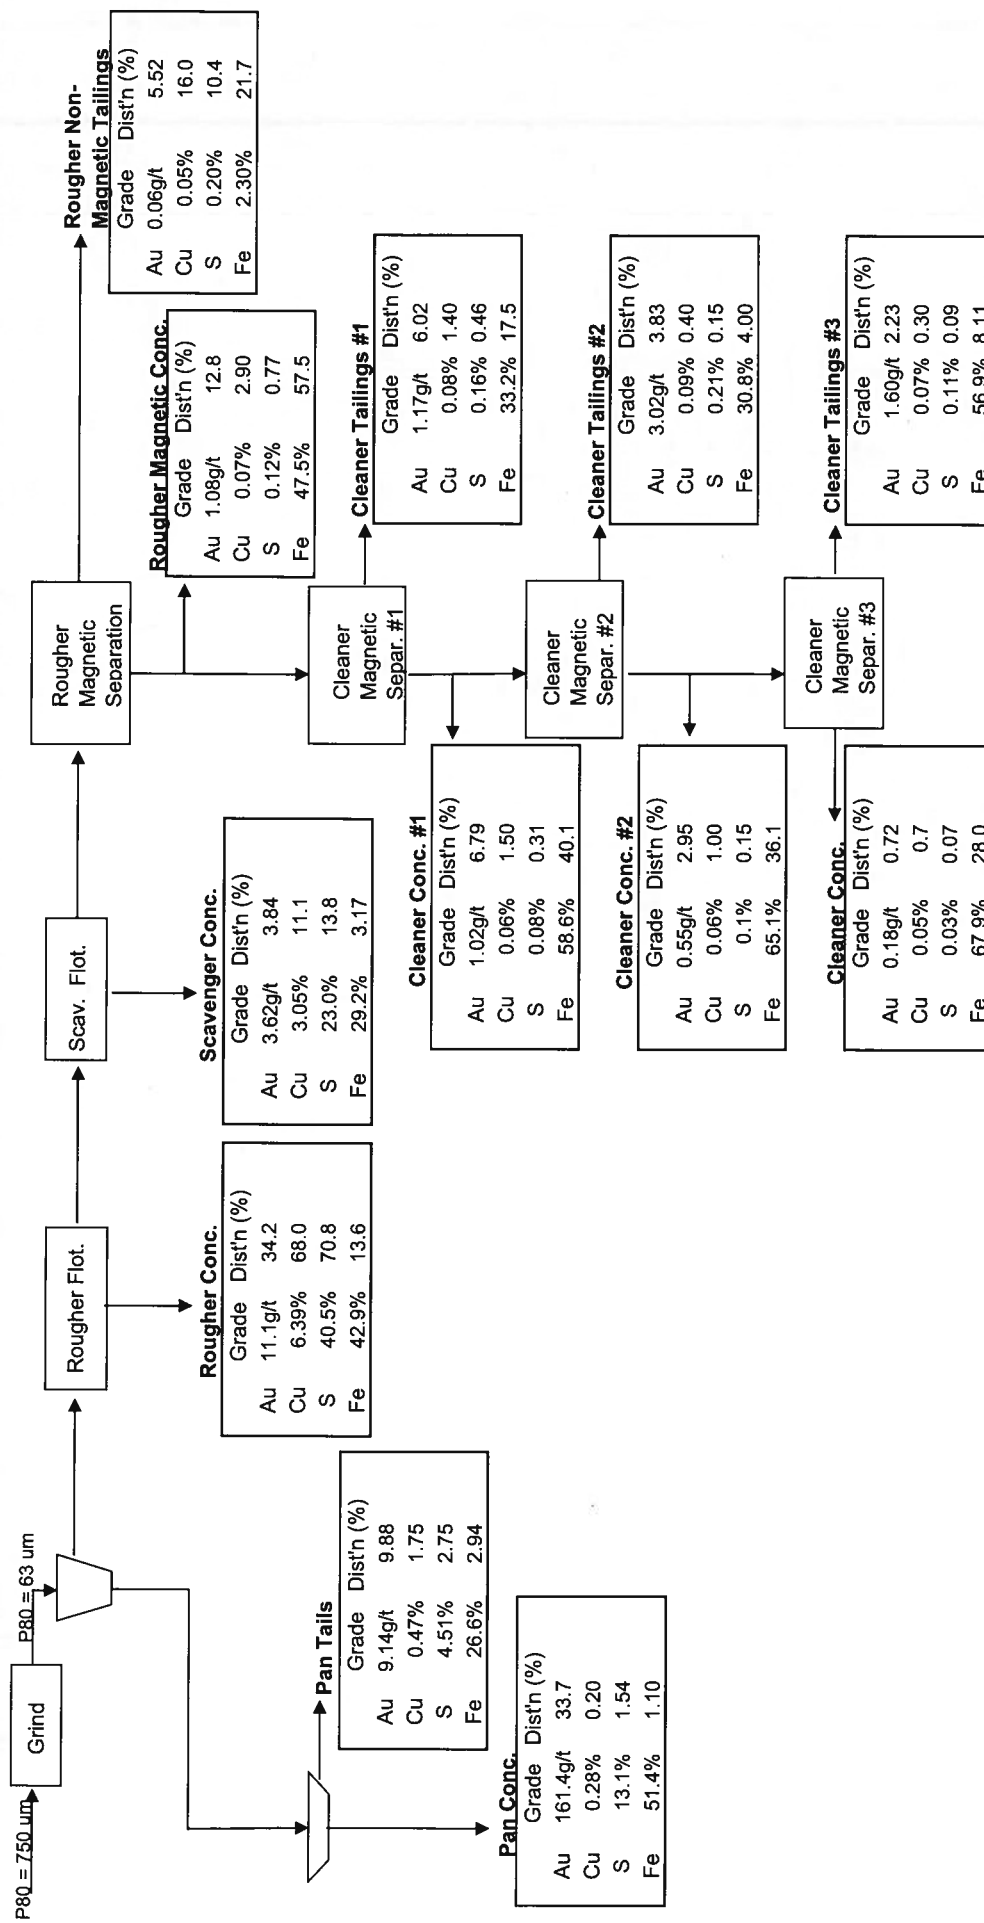 P80 = 750 um
Grind
P80 = 63 um
Pan Conc.
Grade Dist'n (%)
Au 161.4g/t 33.7
Cu 0.28% 0.20
S 13.1% 1.54
Fe 51.4% 1.10
Pan Tails
Grade Dist'n (%)
Au 9.14g/t 9.88
Cu 0.47% 1.75
S 4.51% 2.75
Fe 26.6% 2.94
Rougher Flot.
Rougher Conc.
Grade Dist'n (%)
Au 11.1g/t 34.2
Cu 6.39% 68.0
S 40.5% 70.8
Fe 42.9% 13.6
Scav. Flot.
Scavenger Conc.
Grade Dist'n (%)
Au 3.62g/t 3.84
Cu 3.05% 11.1
S 23.0% 13.8
Fe 29.2% 3.17
Rougher
Magnetic
Separation
Rougher Non-
Magnetic Tailings
Grade Dist'n (%)
Au 0.06g/t 5.52
Cu 0.05% 16.0
S 0.20% 10.4
Fe 2.30% 21.7
Rougher Magnetic Conc.
Grade Dist'n (%)
Au 1.08g/t 12.8
Cu 0.07% 2.90
S 0.12% 0.77
Fe 47.5% 57.5
Cleaner
Magnetic
Separ. #1
Cleaner Tailings #1
Grade Dist'n (%)
Au 1.17g/t 6.02
Cu 0.08% 1.40
S 0.16% 0.46
Fe 33.2% 17.5
Cleaner Conc. #1
Grade Dist'n (%)
Au 1.02g/t 6.79
Cu 0.06% 1.50
S 0.08% 0.31
Fe 58.6% 40.1
Cleaner
Magnetic
Separ. #2
Cleaner Tailings #2
Grade Dist'n (%)
Au 3.02g/t 3.83
Cu 0.09% 0.40
S 0.21% 0.15
Fe 30.8% 4.00
Cleaner Conc. #2
Grade Dist'n (%)
Au 0.55g/t 2.95
Cu 0.06% 1.00
S 0.1% 0.15
Fe 65.1% 36.1
Cleaner
Magnetic
Separ. #3
Cleaner Tailings #3
Grade Dist'n (%)
Au 1.60g/t 2.23
Cu 0.07% 0.30
S 0.11% 0.09
Fe 56.9% 8.11
Cleaner Conc.
Grade Dist'n (%)
Au 0.18g/t 0.72
Cu 0.05% 0.7
S 0.03% 0.07
Fe 67.9% 28.0